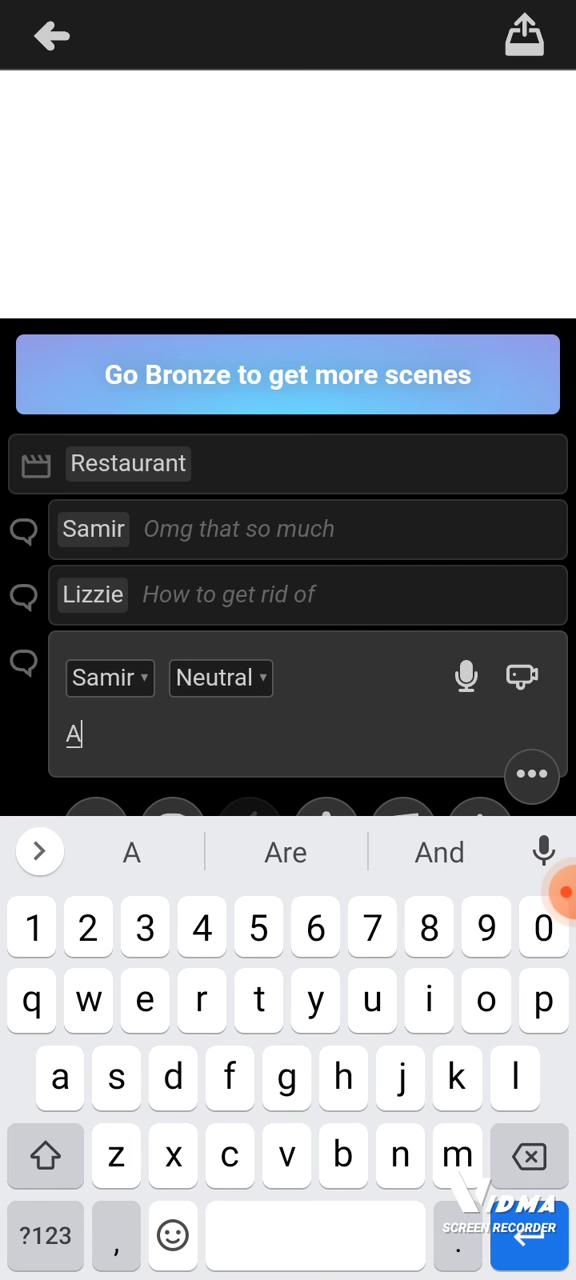 Go Bronze to get more scenes
Restaurant
Samir Omg that so much
Lizzie How to get rid of
Samir Neutral
A
A Are And
1 2 3 4 5 6 7 8 9 0
q w e r t y u i o p
a s d f g h j k l
z x c v b n m
VIDMA
SCREEN RECORDER
?123 , .